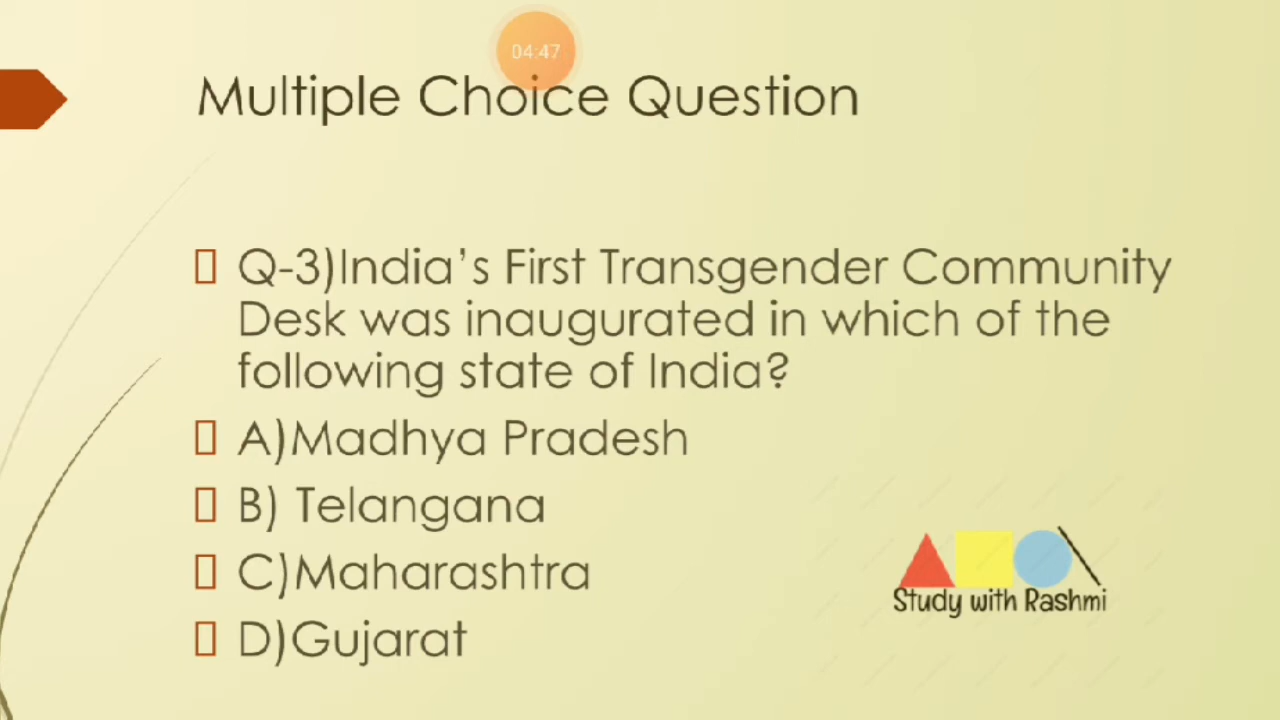 04:47
Multiple Choice Question
Q-3)India’s First Transgender Community
Desk was inaugurated in which of the
following state of India?
A)Madhya Pradesh
B) Telangana
C)Maharashtra
D)Gujarat
Study with Rashmi